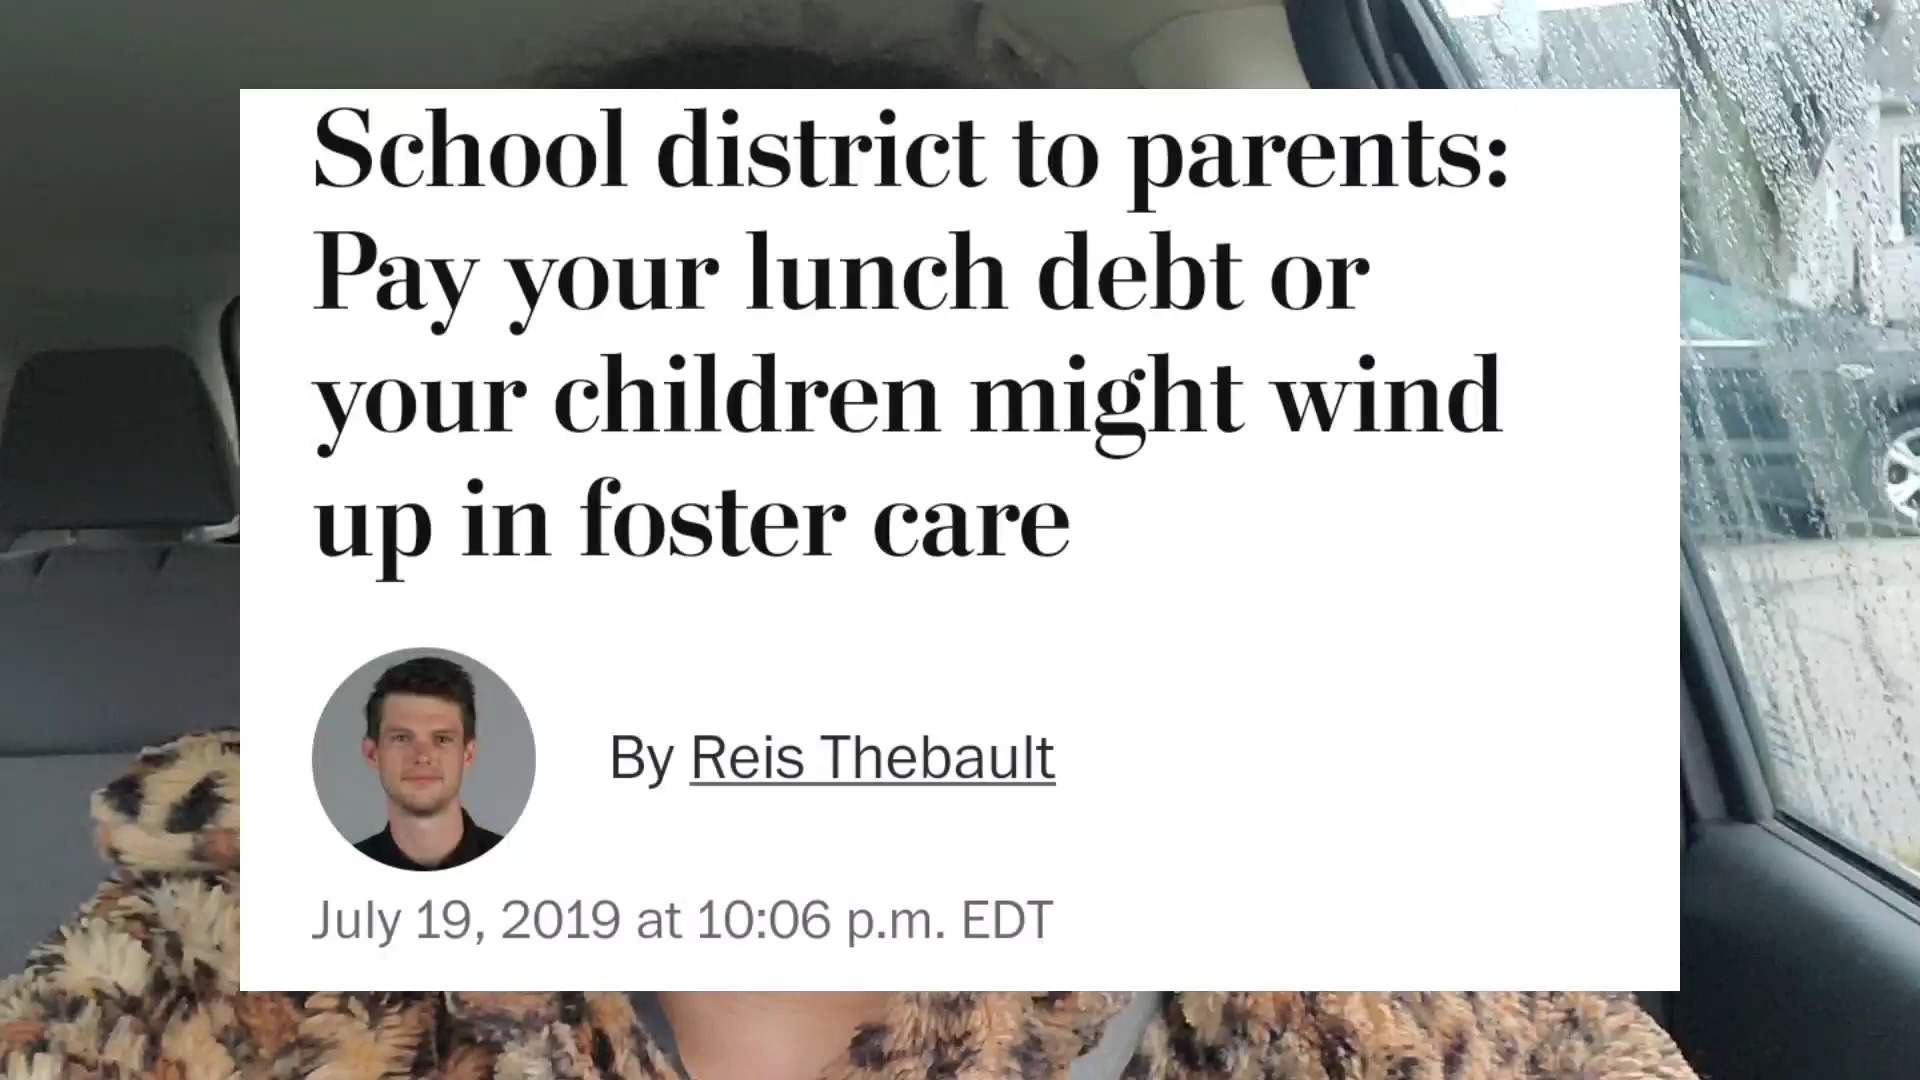 School district to parents:
Pay your lunch debt or
your children might wind
up in foster care
By Reis Thebault
July 19, 2019 at 10:06 p.m. EDT